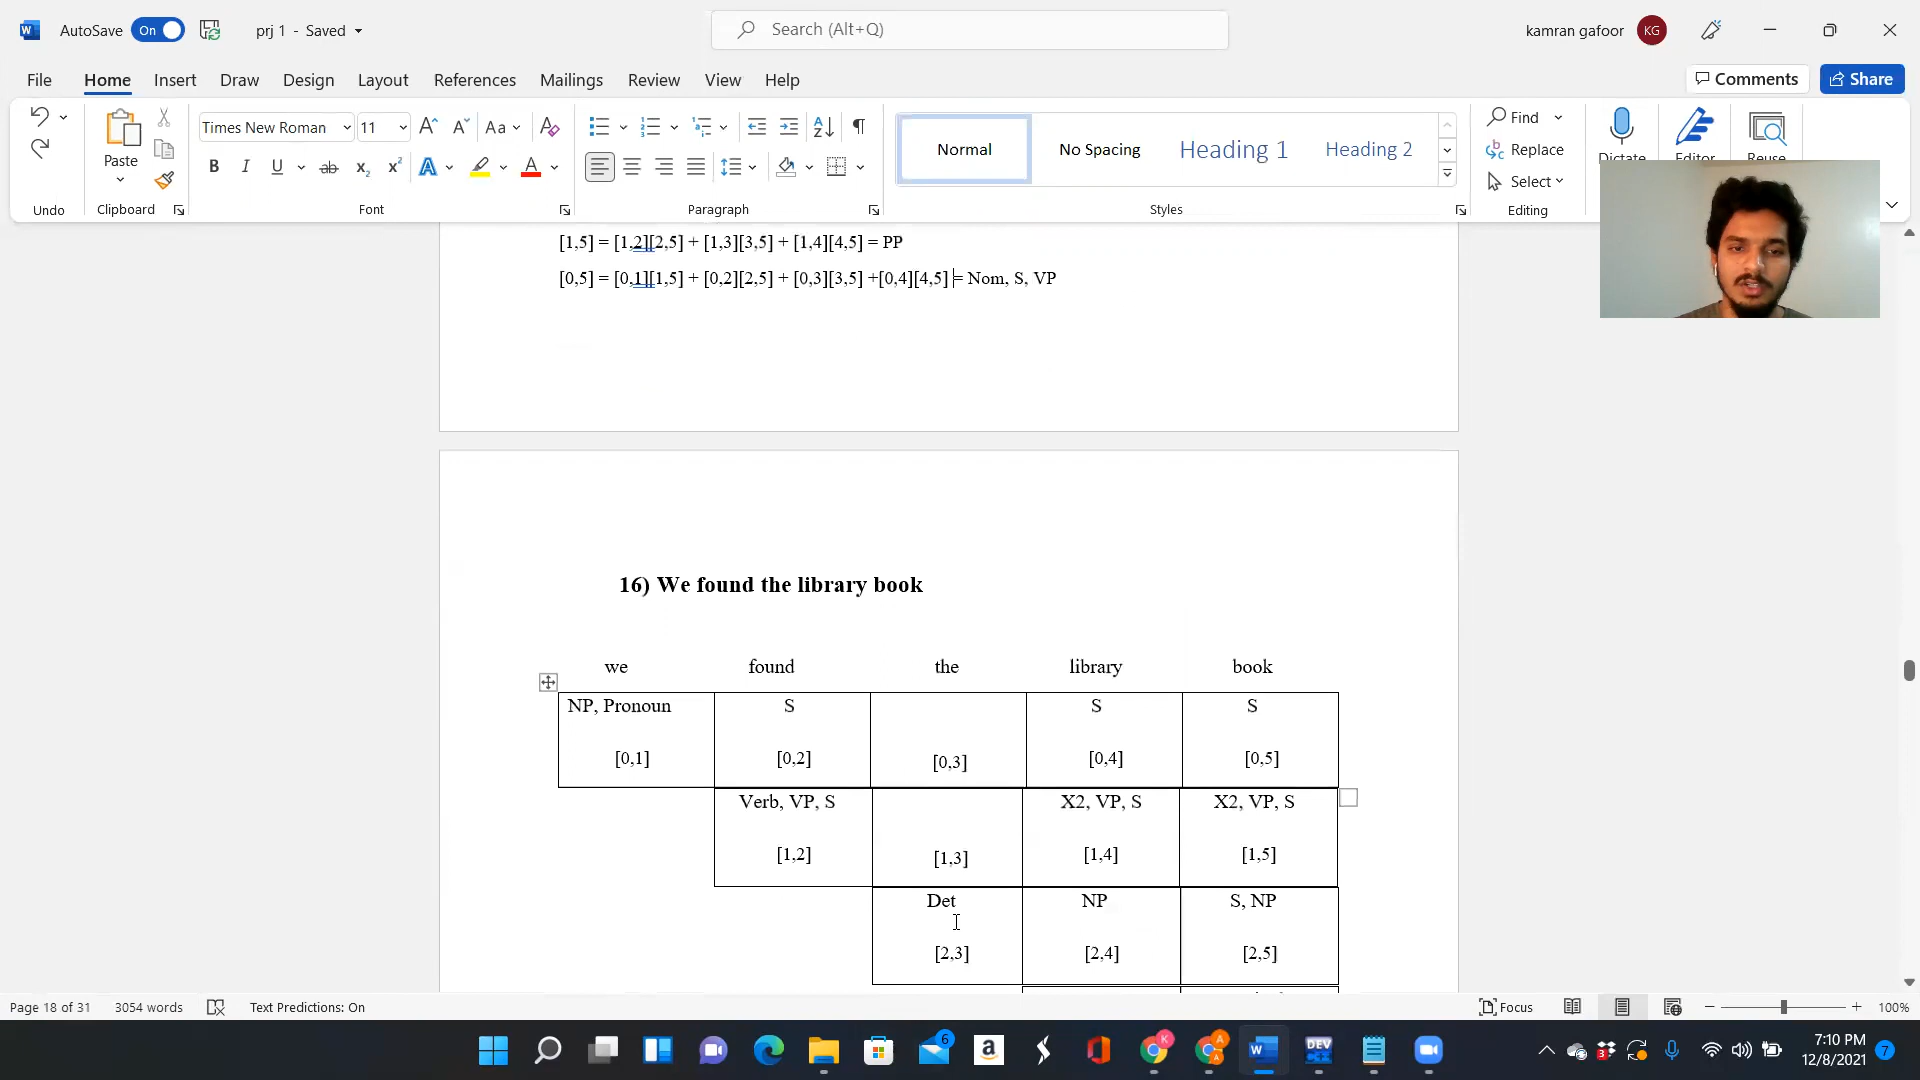 AutoSave On prj 1 - Saved Search (Alt+Q) kamran gafoor KG
File Home Insert Draw Design Layout References Mailings Review View Help Comments Share
Times New Roman 11 Aa Normal No Spacing Heading 1 Heading 2 Find
Paste Replace Dictate Editor Reuse
Select
Undo Clipboard Font Paragraph Styles Editing
[1,5] = [1,2][2,5] + [1,3][3,5] + [1,4][4,5] = PP
[0,5] = [0,1][1,5] + [0,2][2,5] + [0,3][3,5] +[0,4][4,5] = Nom, S, VP
16) We found the library book
we found the library book
NP, Pronoun S S S
[0,1] [0,2] [0,3] [0,4] [0,5]
Verb, VP, S X2, VP, S X2, VP, S
[1,2] [1,3] [1,4] [1,5]
Det NP S, NP
[2,3] [2,4] [2,5]
Page 18 of 31 3054 words Text Predictions: On Focus 100%
6 7:10 PM
3 12/8/2021 7